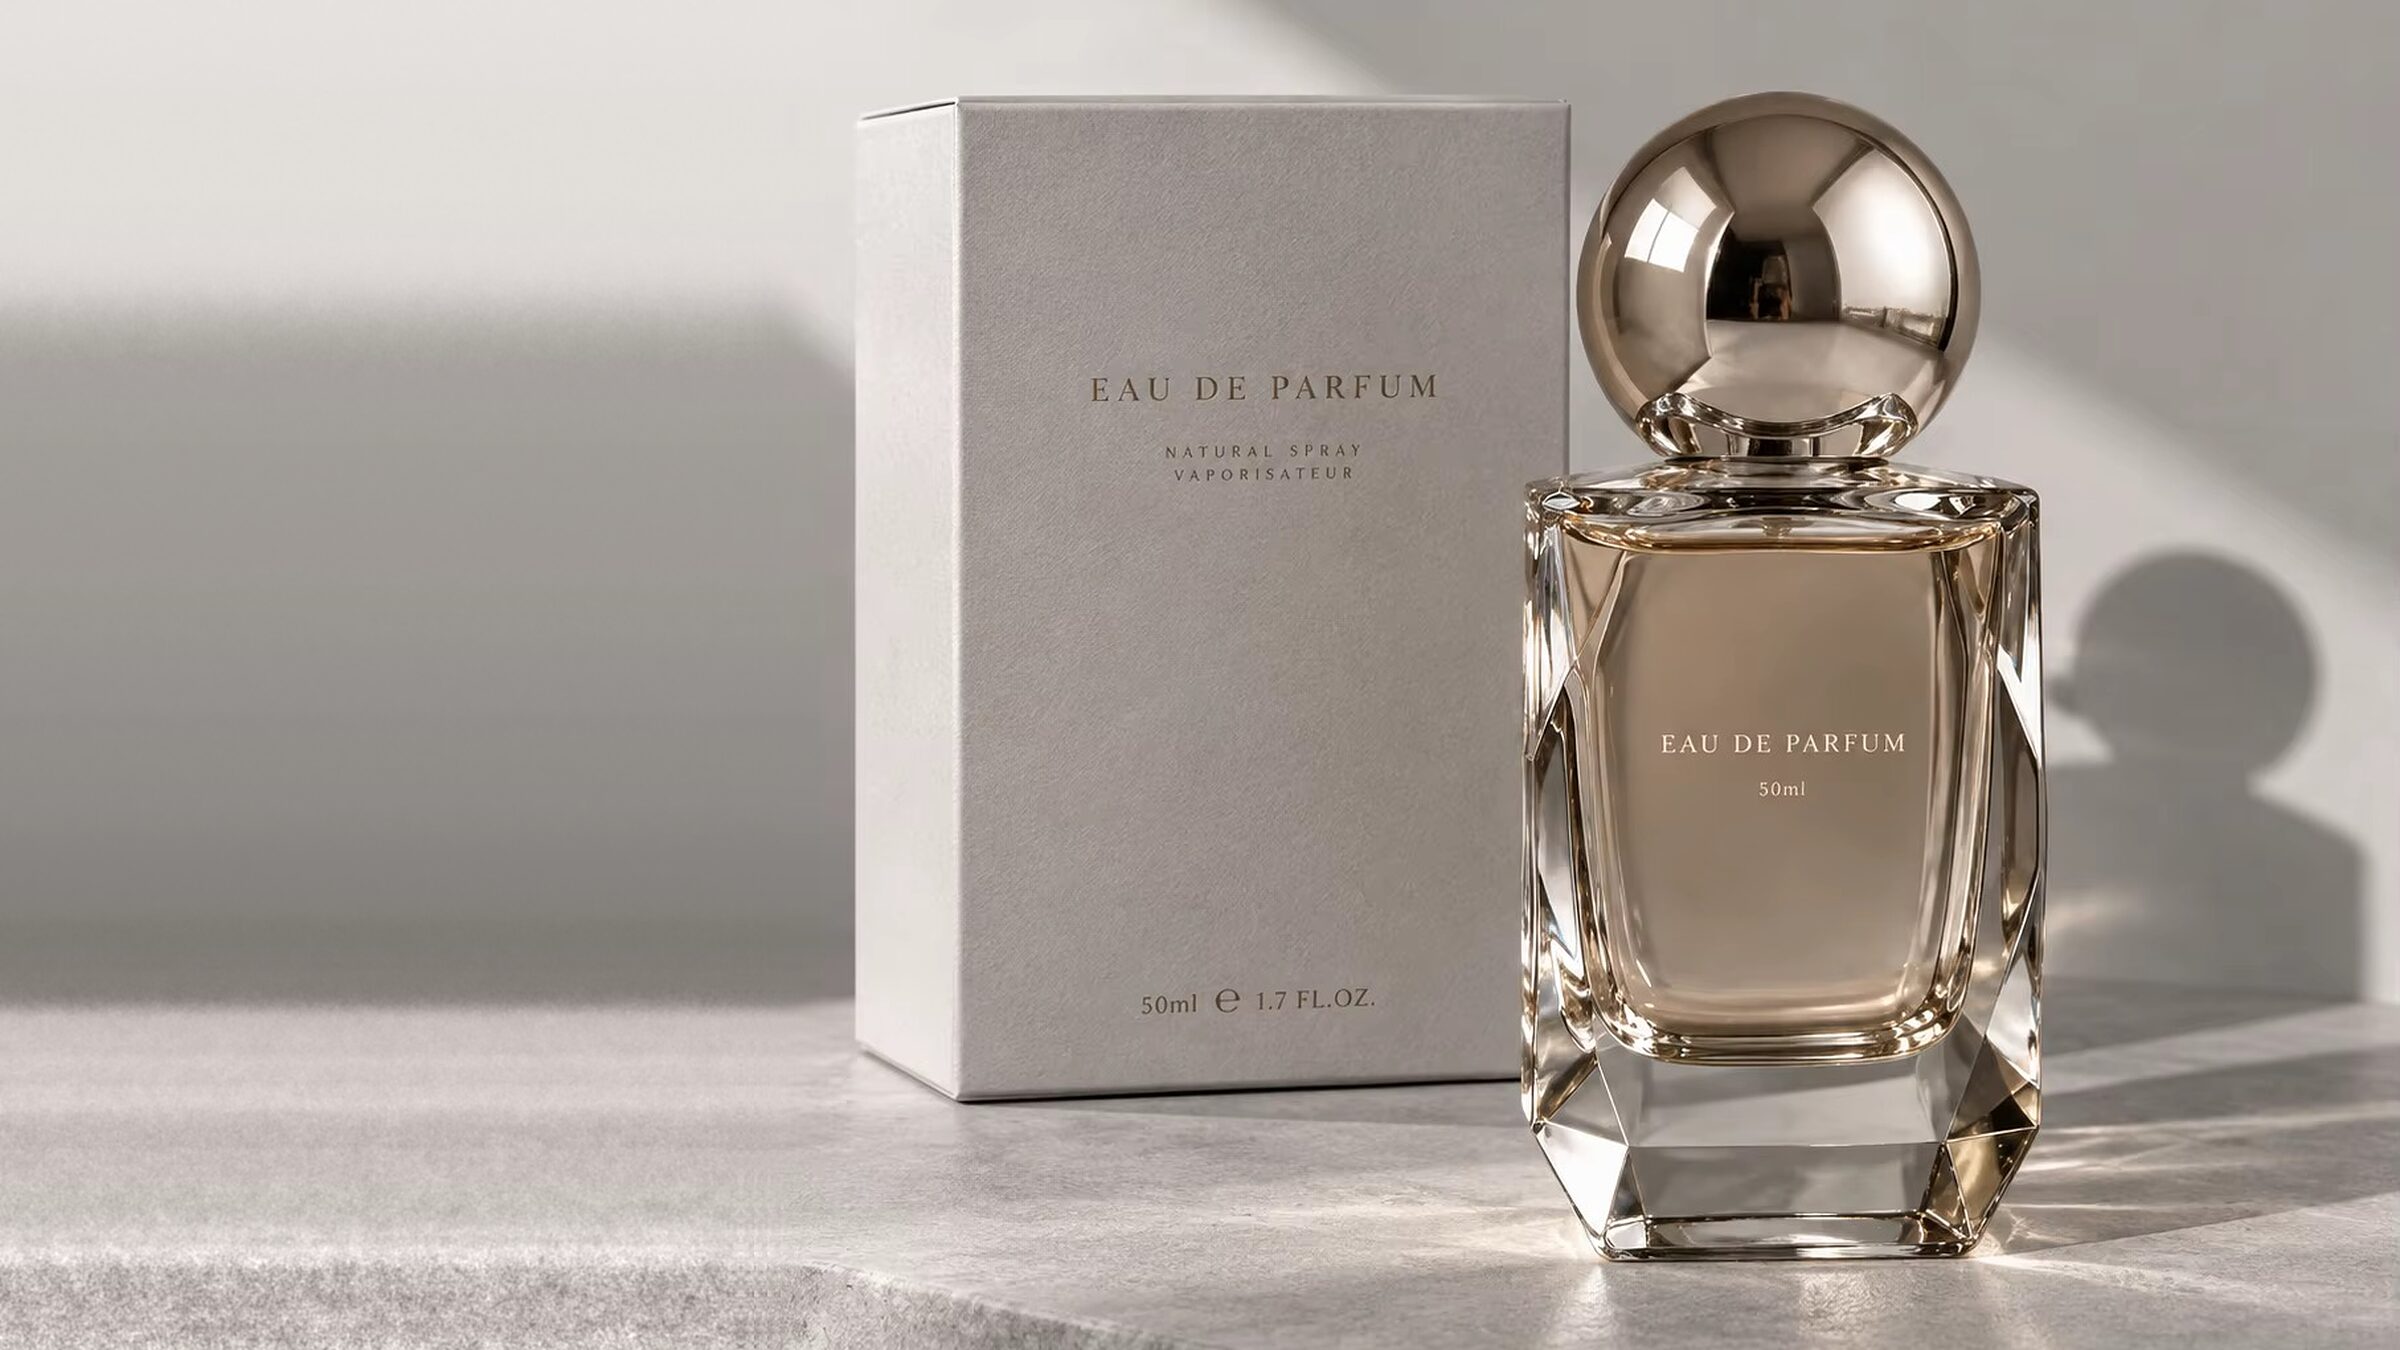 EAU DE PARFUM
NATURAL SPRAY
VAPORISATEUR
50ml ℮ 1.7 FL.OZ.
EAU DE PARFUM
50ml